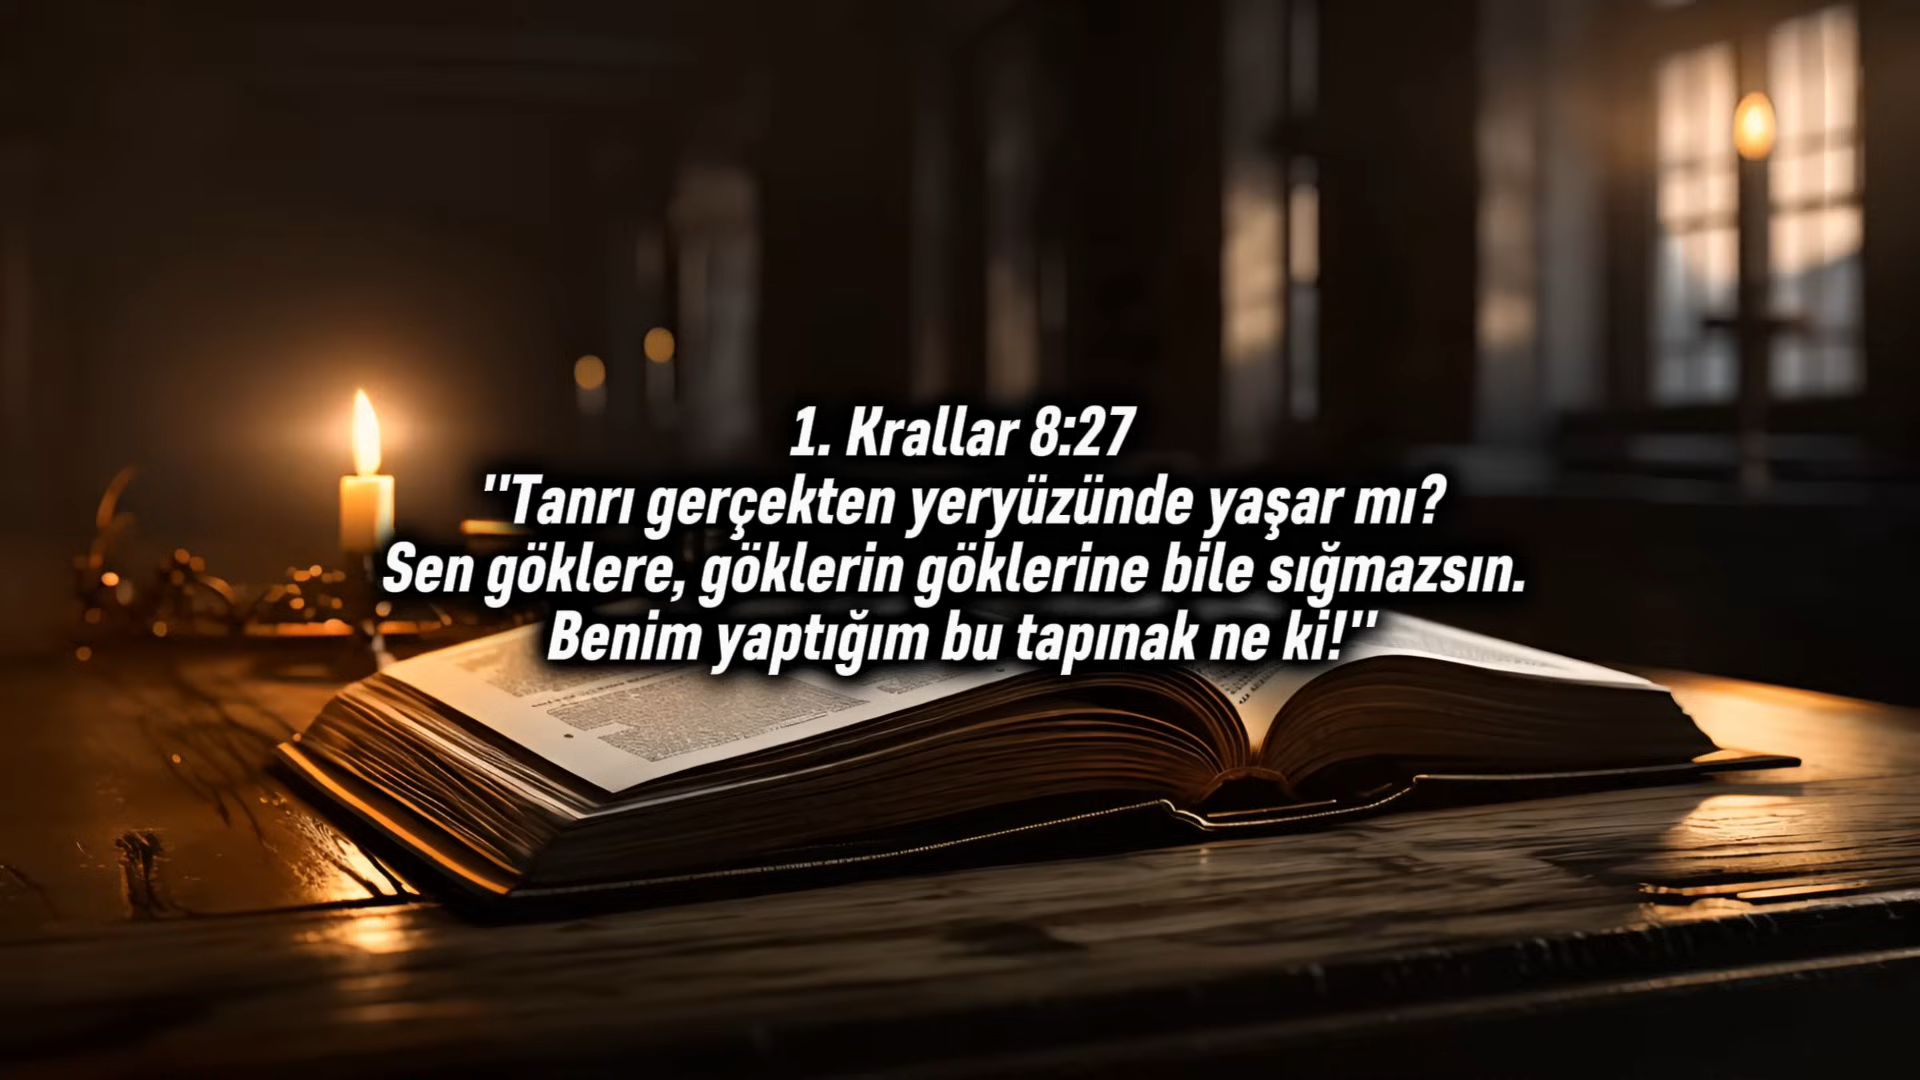 1. Krallar 8:27
"Tanrı gerçekten yeryüzünde yaşar mı?
Sen göklere, göklerin göklerine bile sığmazsın.
Benim yaptığım bu tapınak ne ki!"